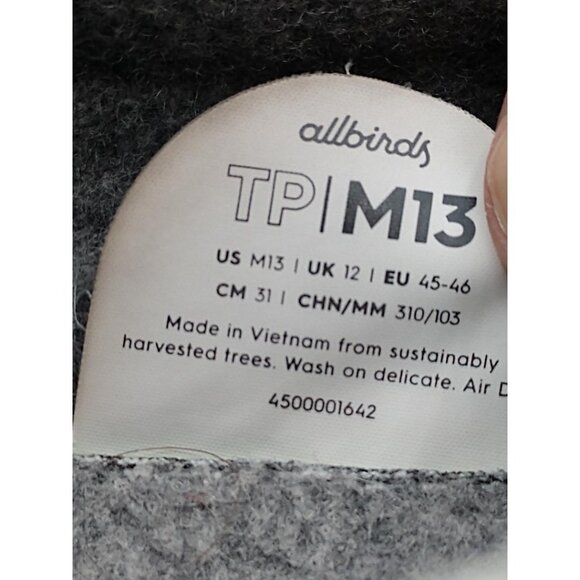 allbirds
TP|M13
US M13 | UK 12 | EU 45-46
CM 31 | CHN/MM 310/103
Made in Vietnam from sustainably
harvested trees. Wash on delicate. Air
4500001642